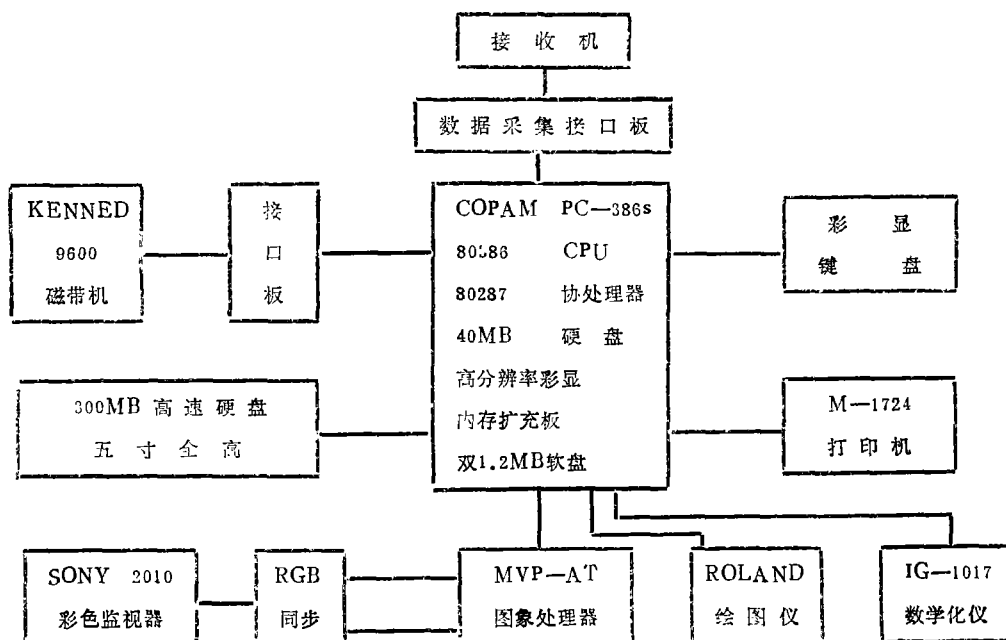 接收机
数据采集接口板
KENNED
9600
磁带机
接
口
板
COPAM PC—386s
80386 CPU
80287 协处理器
40MB 硬盘
高分辨率彩显
内存扩充板
双1.2MB软盘
彩显
键盘
300MB 高速硬盘
五寸全高
M—1724
打印机
SONY 2010
彩色监视器
RGB
同步
MVP—AT
图象处理器
ROLAND
绘图仪
IG—1017
数学化仪